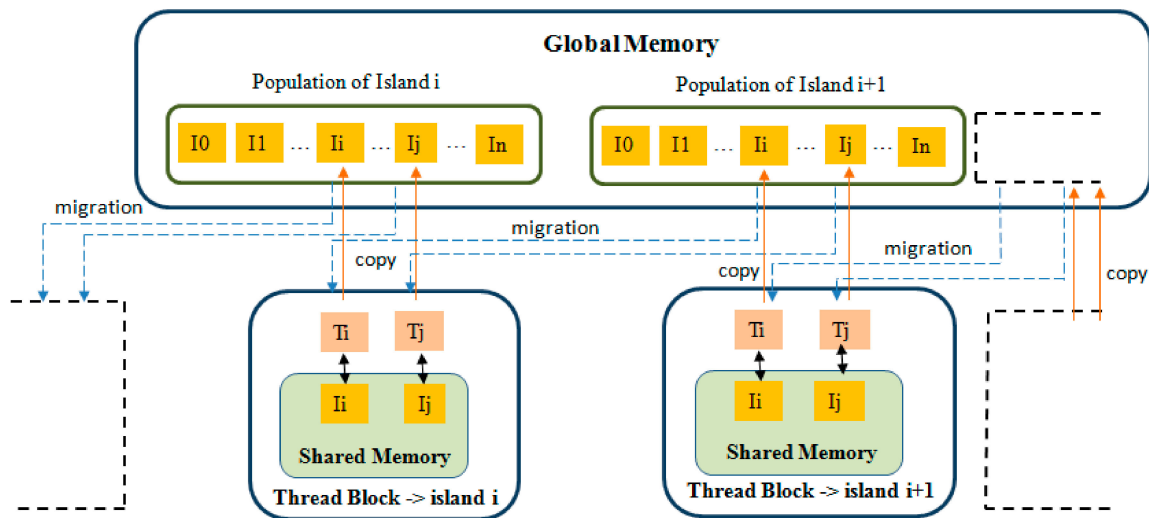 Global Memory
Population of Island i
Population of Island i+1
I0 I1 ... Ii ... Ij ... In
I0 I1 ... Ii ... Ij ... In
migration
migration
migration
copy
copy
copy
Ti Tj
Ti Tj
Ii Ij
Ii Ij
Shared Memory
Shared Memory
Thread Block -> island i
Thread Block -> island i+1